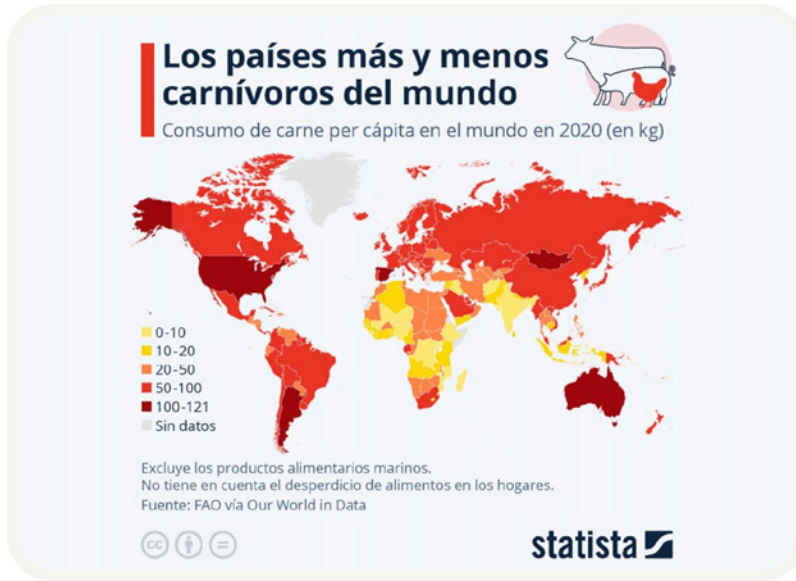 Los países más y menos
carnívoros del mundo
Consumo de carne per cápita en el mundo en 2020 (en kg)
0-10
10-20
20-50
50-100
100-121
Sin datos
Excluye los productos alimentarios marinos.
No tiene en cuenta el desperdicio de alimentos en los hogares.
Fuente: FAO vía Our World in Data
cc
statista